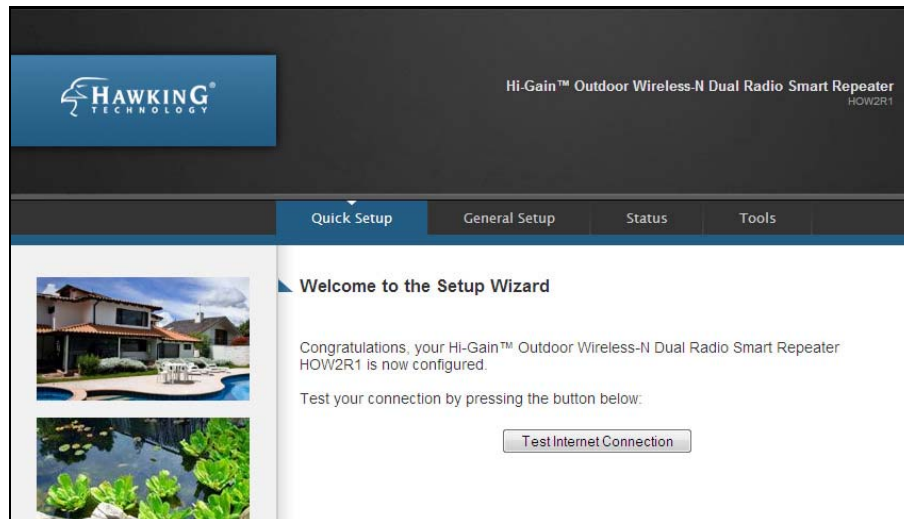 HAWKING®
TECHNOLOGY
Hi-Gain™ Outdoor Wireless-N Dual Radio Smart Repeater
HOW2R1
Quick Setup General Setup Status Tools
Welcome to the Setup Wizard
Congratulations, your Hi-Gain™ Outdoor Wireless-N Dual Radio Smart Repeater
HOW2R1 is now configured.
Test your connection by pressing the button below:
Test Internet Connection